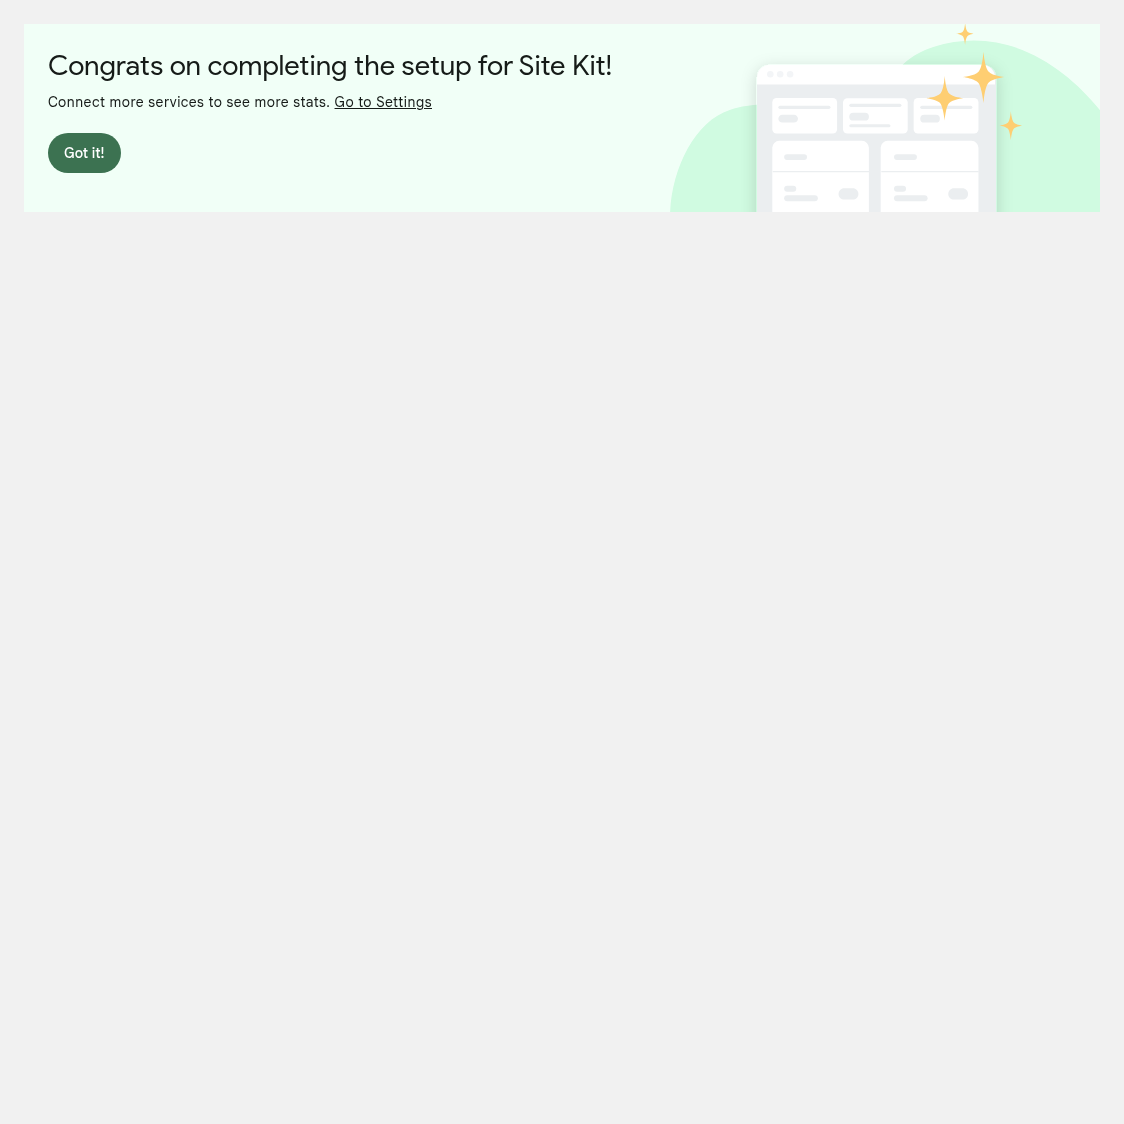 Congrats on completing the setup for Site Kit!
Connect more services to see more stats. Go to Settings
Got it!